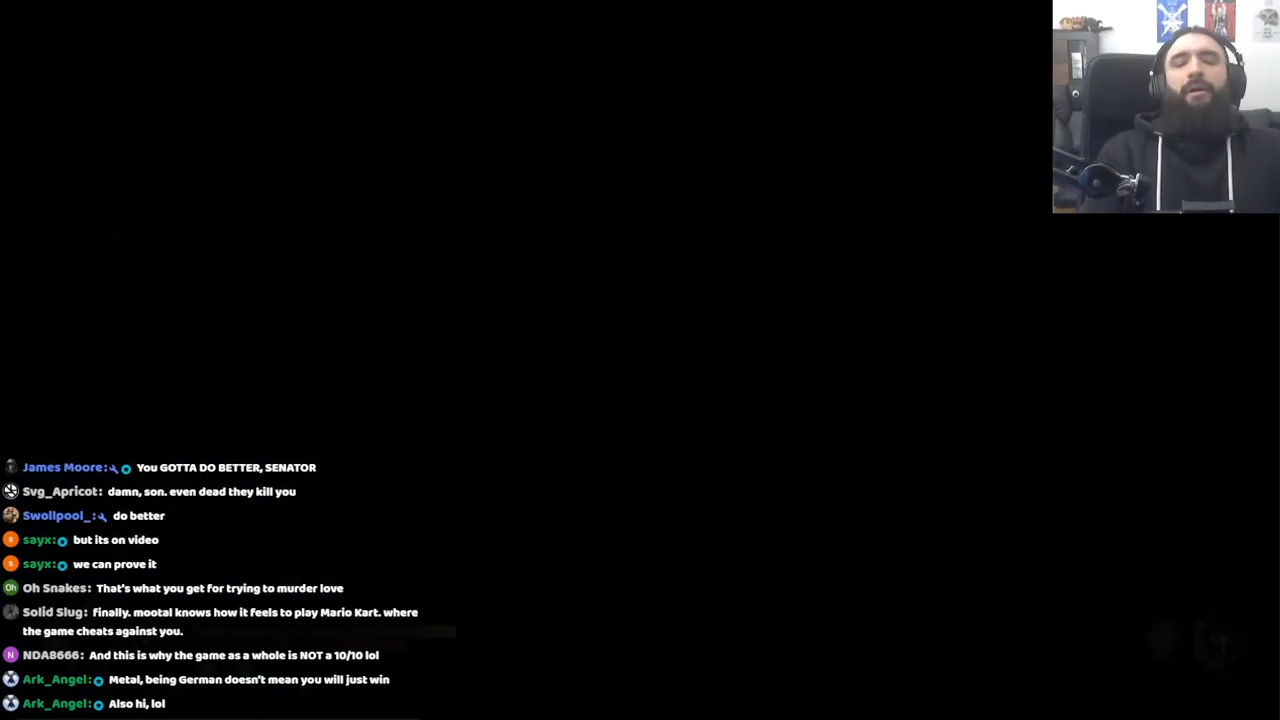 James Moore: You GOTTA DO BETTER, SENATOR
Svg_Apricot: damn, son. even dead they kill you
Swollpool_: do better
sayx: but its on video
sayx: we can prove it
Oh Snakes: That's what you get for trying to murder love
Solid Slug: finally. mootal knows how it feels to play Mario Kart. where
the game cheats against you.
NDA8666: And this is why the game as a whole is NOT a 10/10 lol
Ark_Angel: Metal, being German doesn't mean you will just win
Ark_Angel: Also hi, lol